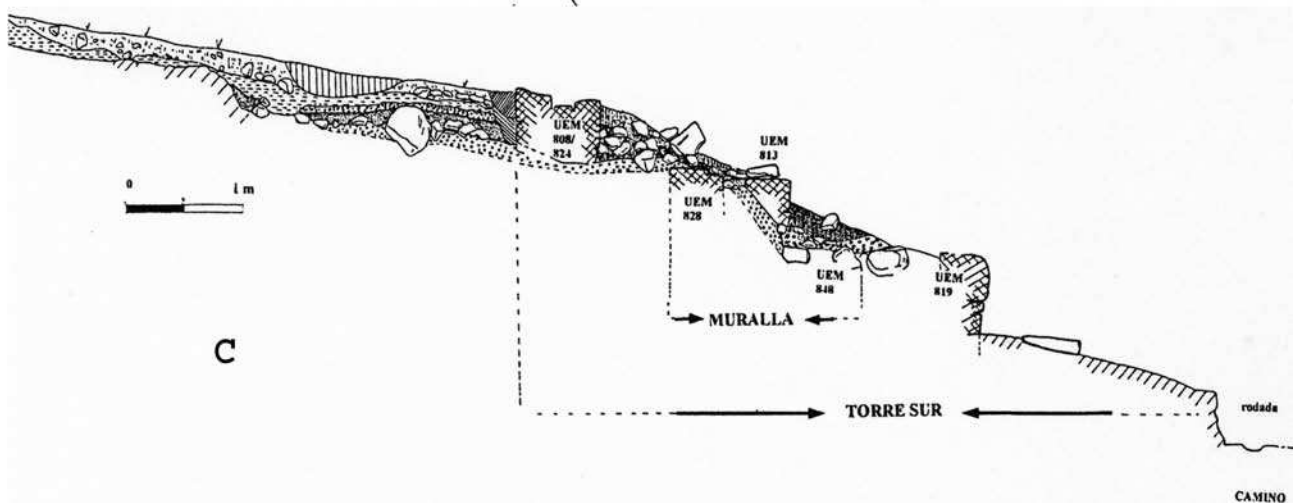 UEM
808/
824
UEM
813
0 1 m
UEM
828
UEM
848
UEM
819
MURALLA
C
TORRE SUR
rodada
CAMINO